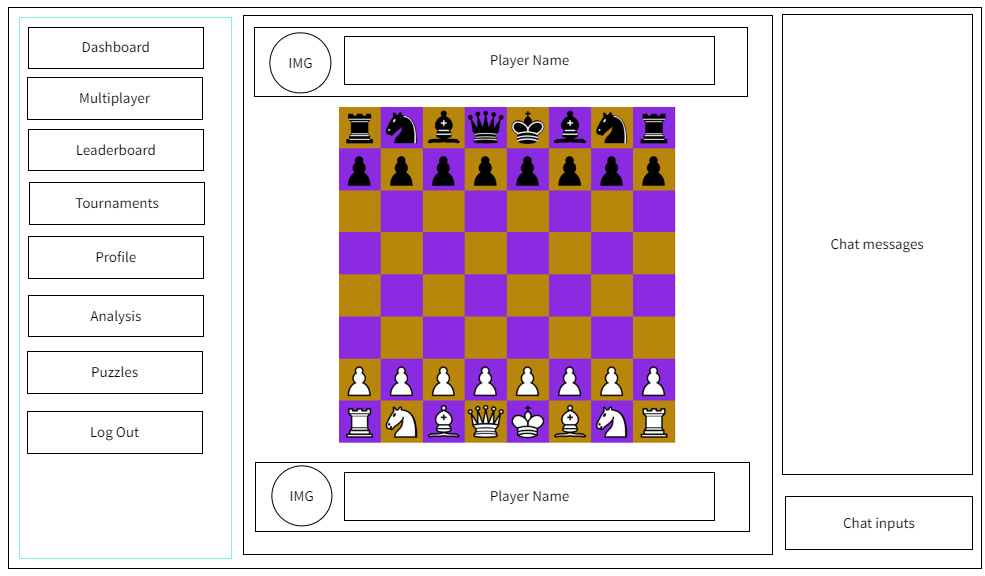 Dashboard
Multiplayer
Leaderboard
Tournaments
Profile
Analysis
Puzzles
Log Out
IMG
Player Name
IMG
Player Name
Chat messages
Chat inputs